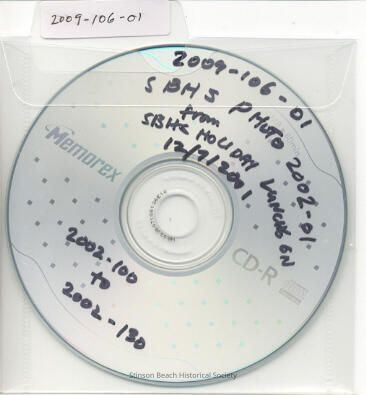 2009-106-01
2009-106-01
SBHS PHOTO 2002-01
from
SBHS HOLIDAY LUNCHEON
12/9/2001
Memorex
CD-R
2002-100
to
2002-130
Stinson Beach Historical Society